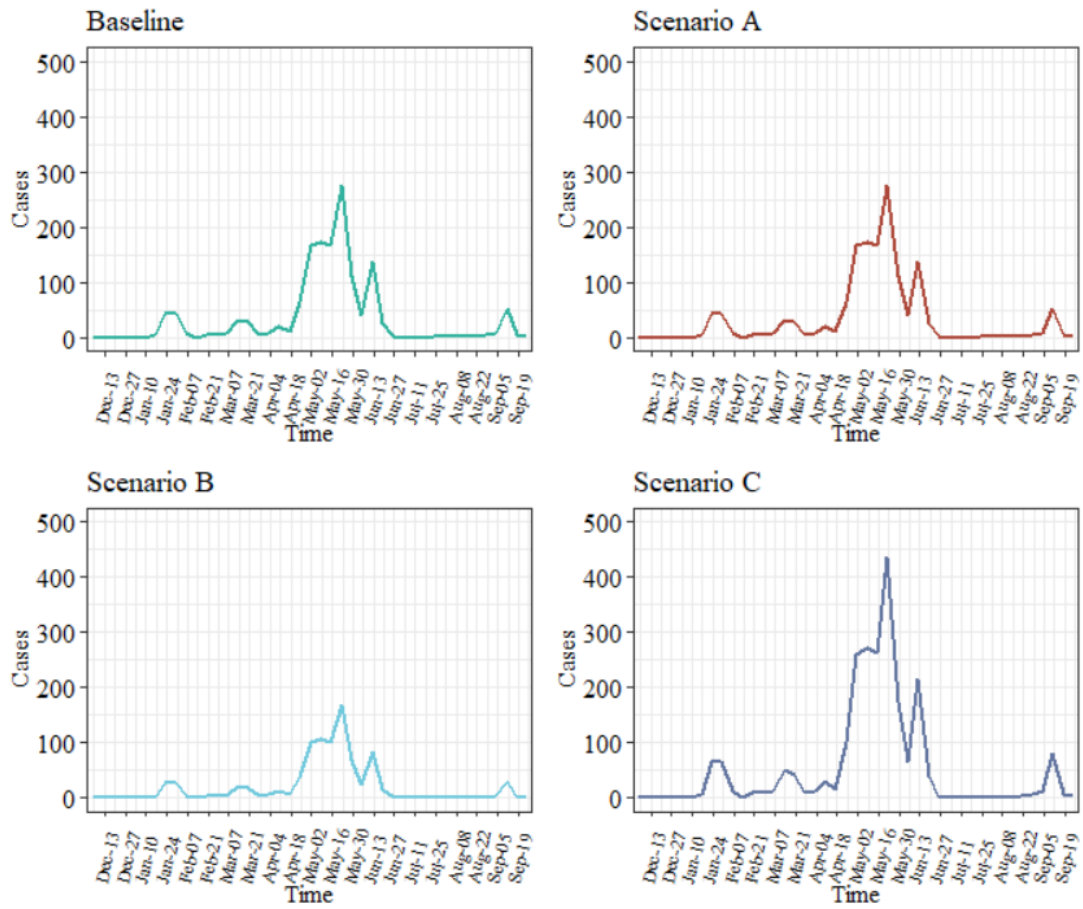 Baseline
500
400
300
200
100
0
Cases
Dec-13
Dec-27
Jan-10
Jan-24
Feb-07
Feb-21
Mar-07
Mar-21
Apr-04
Apr-18
May-02
May-16
May-30
Jun-13
Jun-27
Jul-11
Jul-25
Aug-08
Aug-22
Sep-05
Sep-19
Time
Scenario A
500
400
300
200
100
0
Cases
Dec-13
Dec-27
Jan-10
Jan-24
Feb-07
Feb-21
Mar-07
Mar-21
Apr-04
Apr-18
May-02
May-16
May-30
Jun-13
Jun-27
Jul-11
Jul-25
Aug-08
Aug-22
Sep-05
Sep-19
Time
Scenario B
500
400
300
200
100
0
Cases
Dec-13
Dec-27
Jan-10
Jan-24
Feb-07
Feb-21
Mar-07
Mar-21
Apr-04
Apr-18
May-02
May-16
May-30
Jun-13
Jun-27
Jul-11
Jul-25
Aug-08
Aug-22
Sep-05
Sep-19
Time
Scenario C
500
400
300
200
100
0
Cases
Dec-13
Dec-27
Jan-10
Jan-24
Feb-07
Feb-21
Mar-07
Mar-21
Apr-04
Apr-18
May-02
May-16
May-30
Jun-13
Jun-27
Jul-11
Jul-25
Aug-08
Aug-22
Sep-05
Sep-19
Time